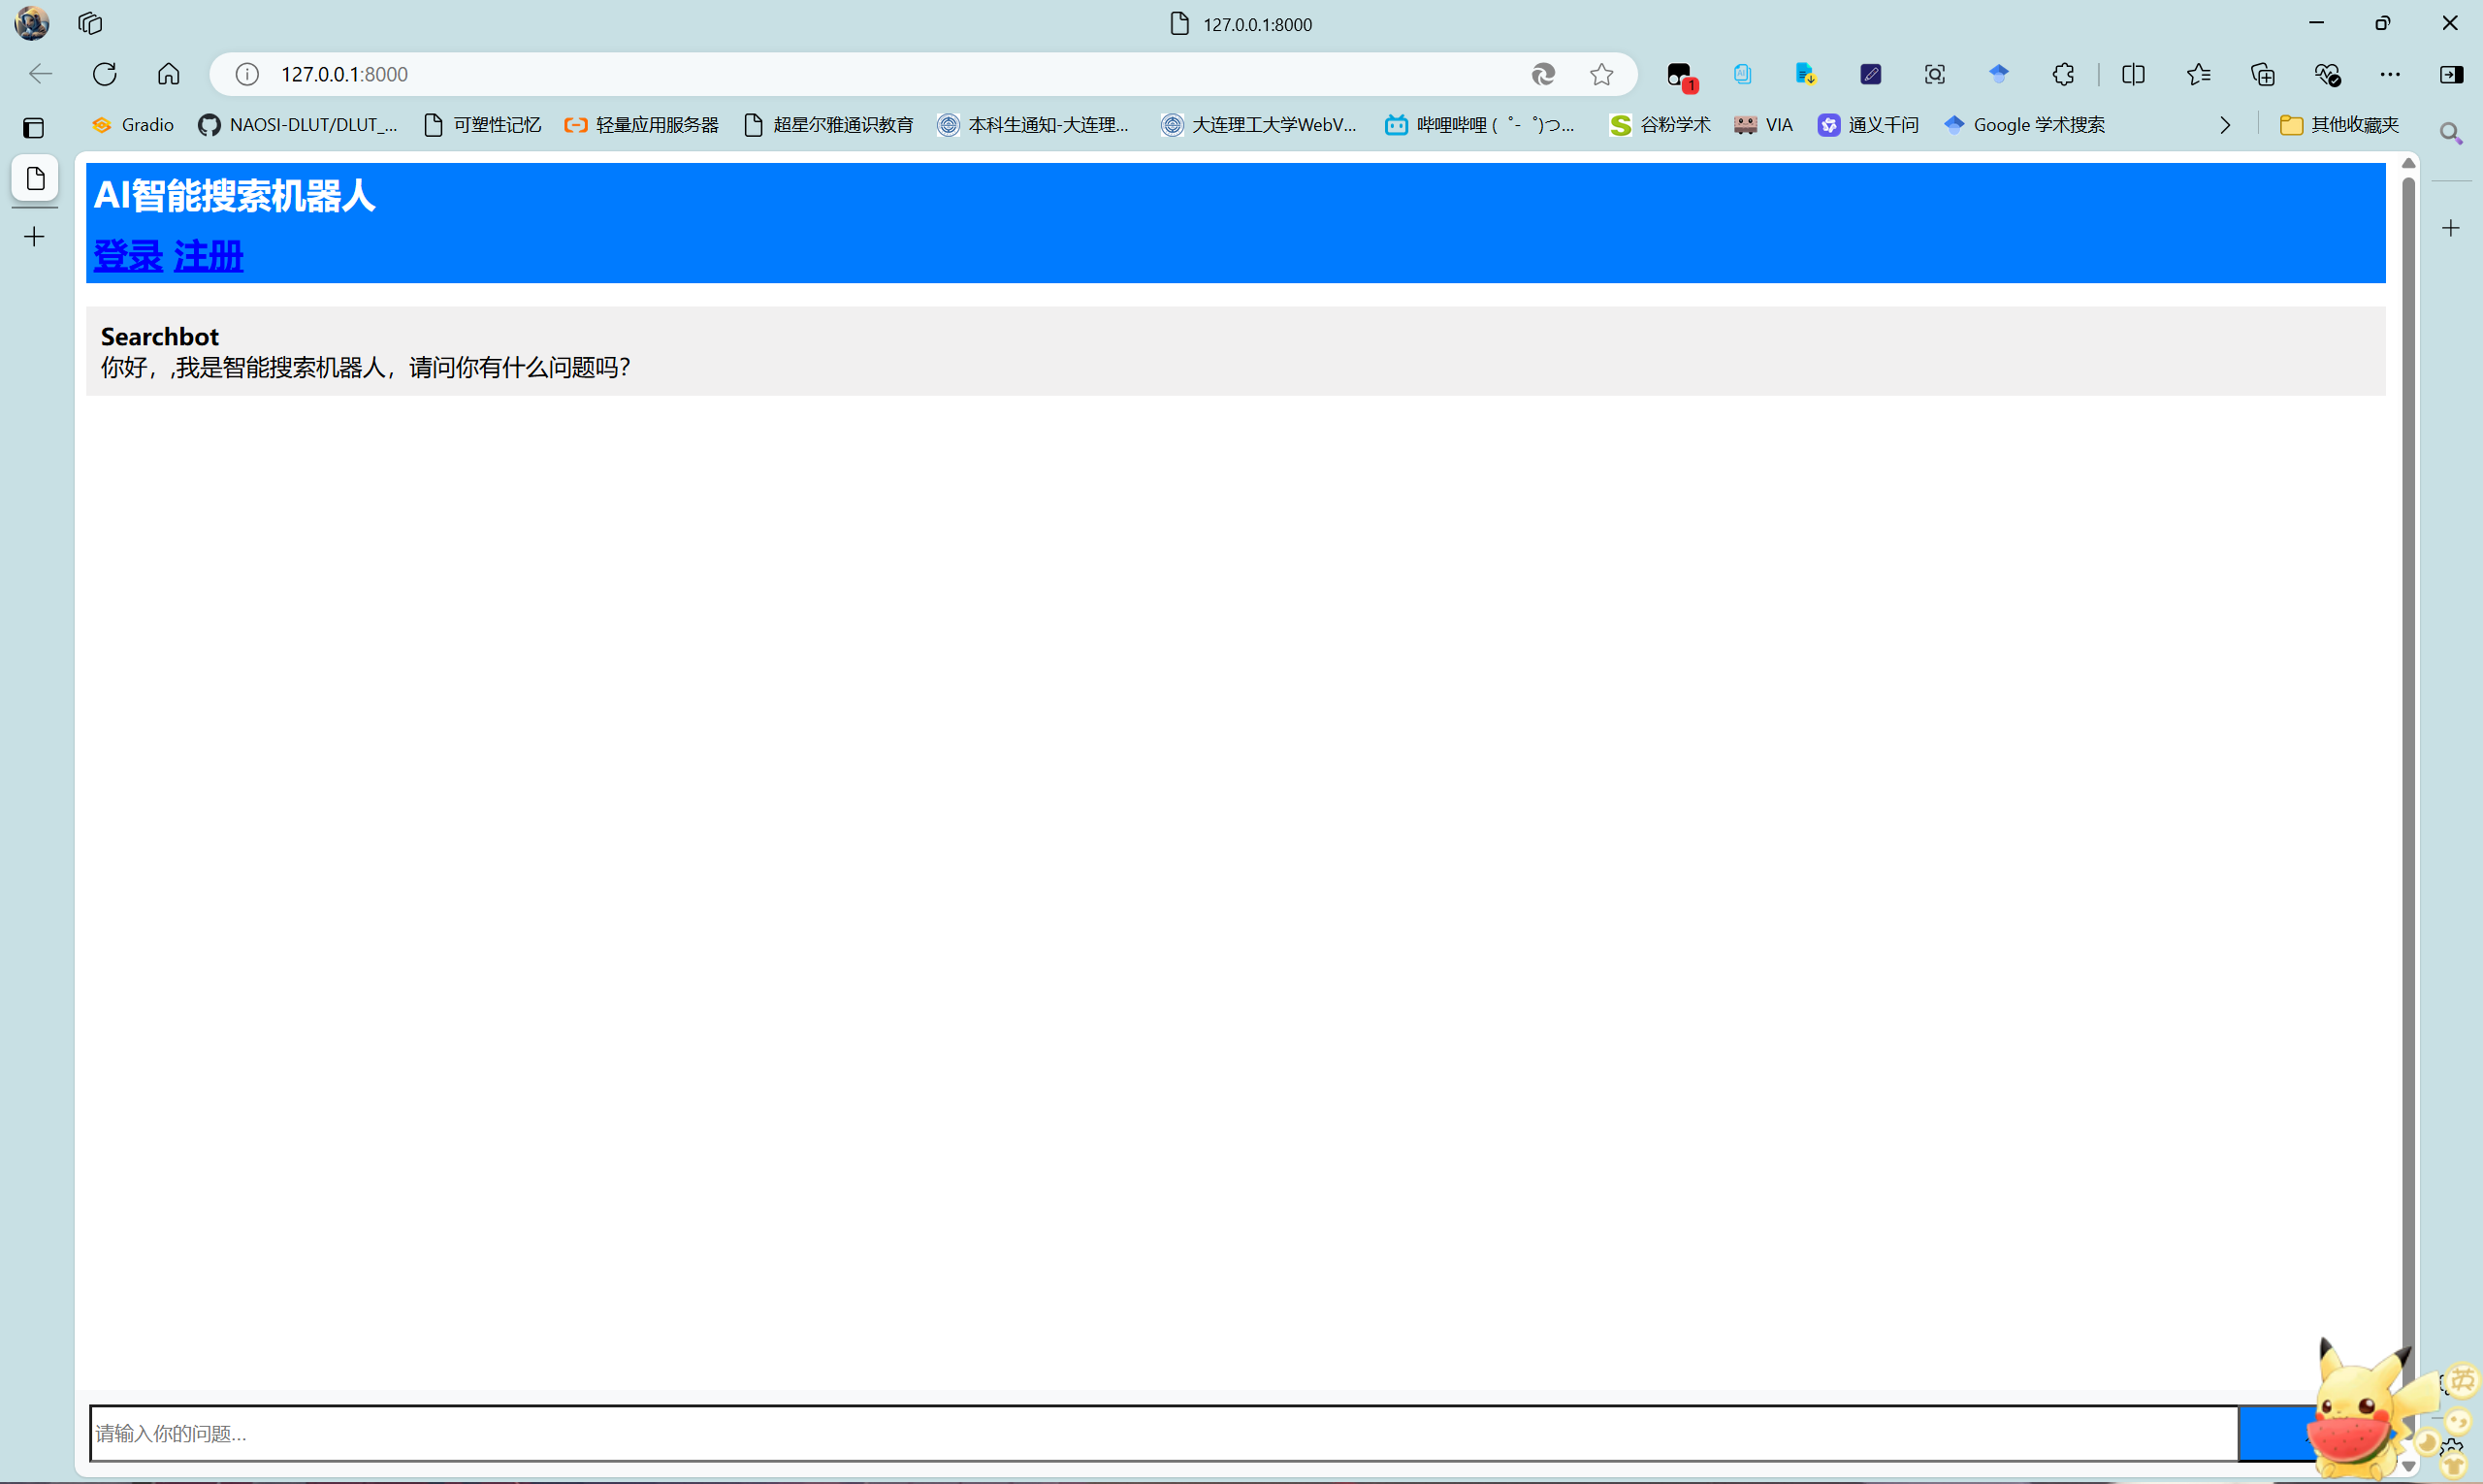 127.0.0.1:8000
127.0.0.1:8000
1
Gradio
NAOSI-DLUT/DLUT_...
可塑性记忆
轻量应用服务器
超星尔雅通识教育
本科生通知-大连理...
大连理工大学WebV...
哔哩哔哩 (゜-゜)つ...
谷粉学术
VIA
通义千问
Google 学术搜索
其他收藏夹
AI智能搜索机器人
登录 注册
Searchbot
你好，,我是智能搜索机器人，请问你有什么问题吗?
请输入你的问题...
英